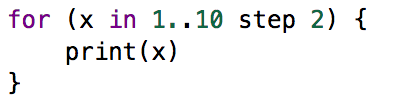 for (x in 1..10 step 2) {
    print(x)
}